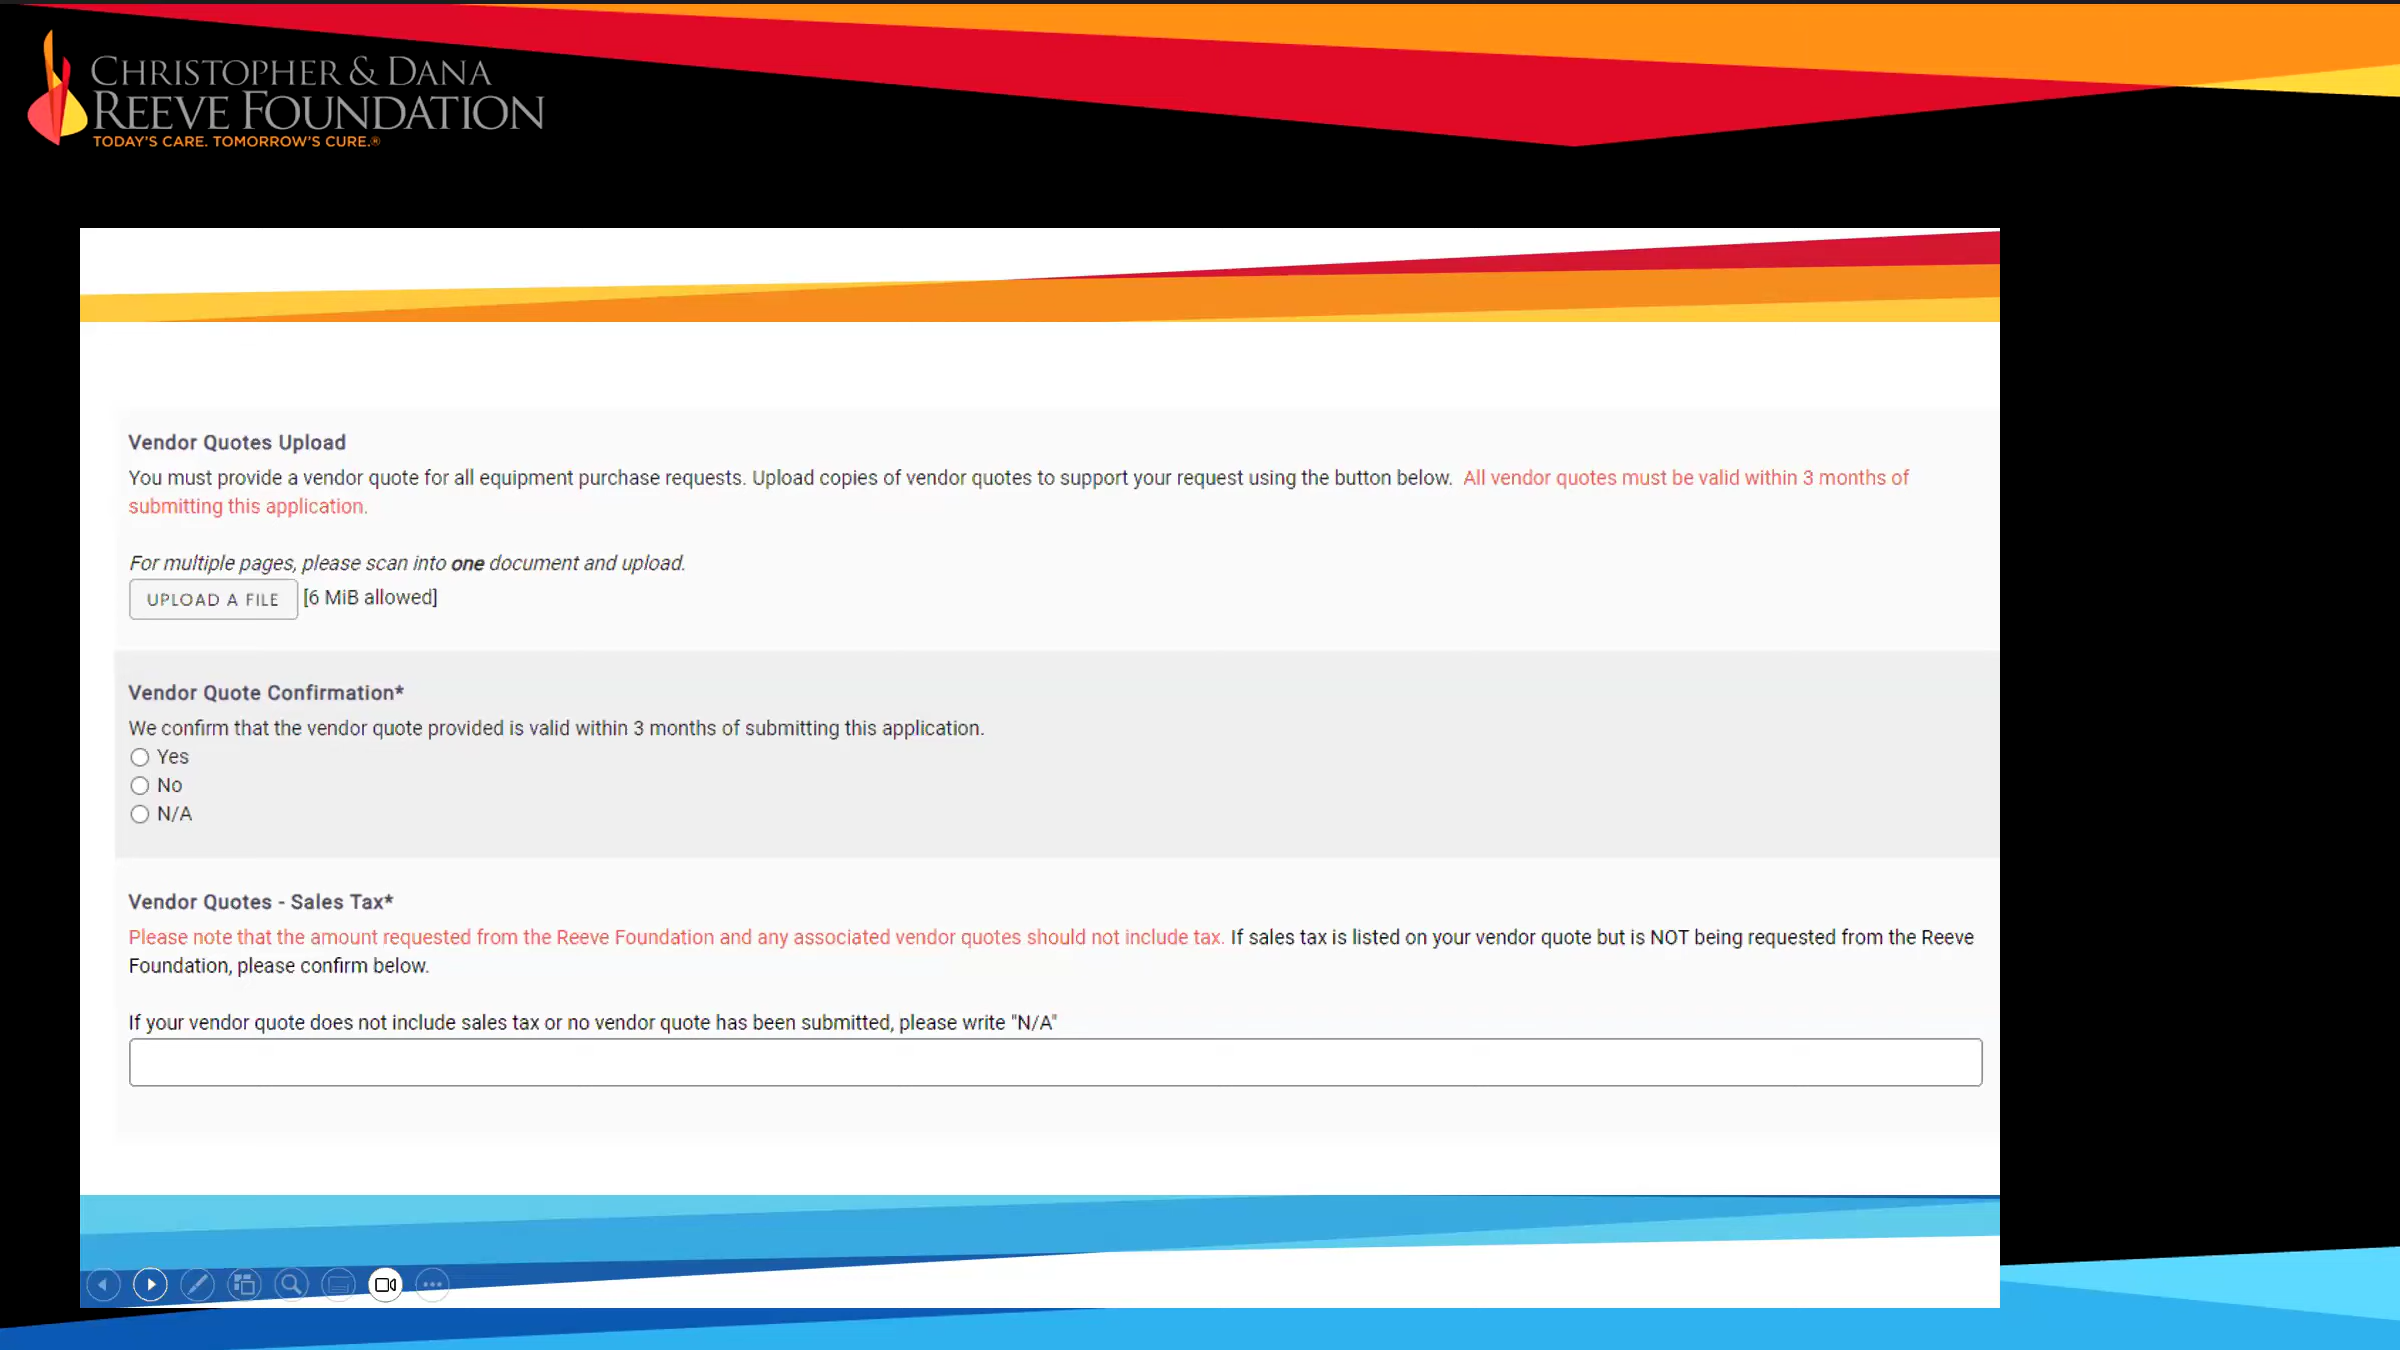 CHRISTOPHER & DANA
REEVE FOUNDATION
TODAY'S CARE. TOMORROW'S CURE.®
Vendor Quotes Upload
You must provide a vendor quote for all equipment purchase requests. Upload copies of vendor quotes to support your request using the button below. All vendor quotes must be valid within 3 months of
submitting this application.
For multiple pages, please scan into one document and upload.
UPLOAD A FILE [6 MiB allowed]
Vendor Quote Confirmation*
We confirm that the vendor quote provided is valid within 3 months of submitting this application.
Yes
No
N/A
Vendor Quotes - Sales Tax*
Please note that the amount requested from the Reeve Foundation and any associated vendor quotes should not include tax. If sales tax is listed on your vendor quote but is NOT being requested from the Reeve
Foundation, please confirm below.
If your vendor quote does not include sales tax or no vendor quote has been submitted, please write "N/A"